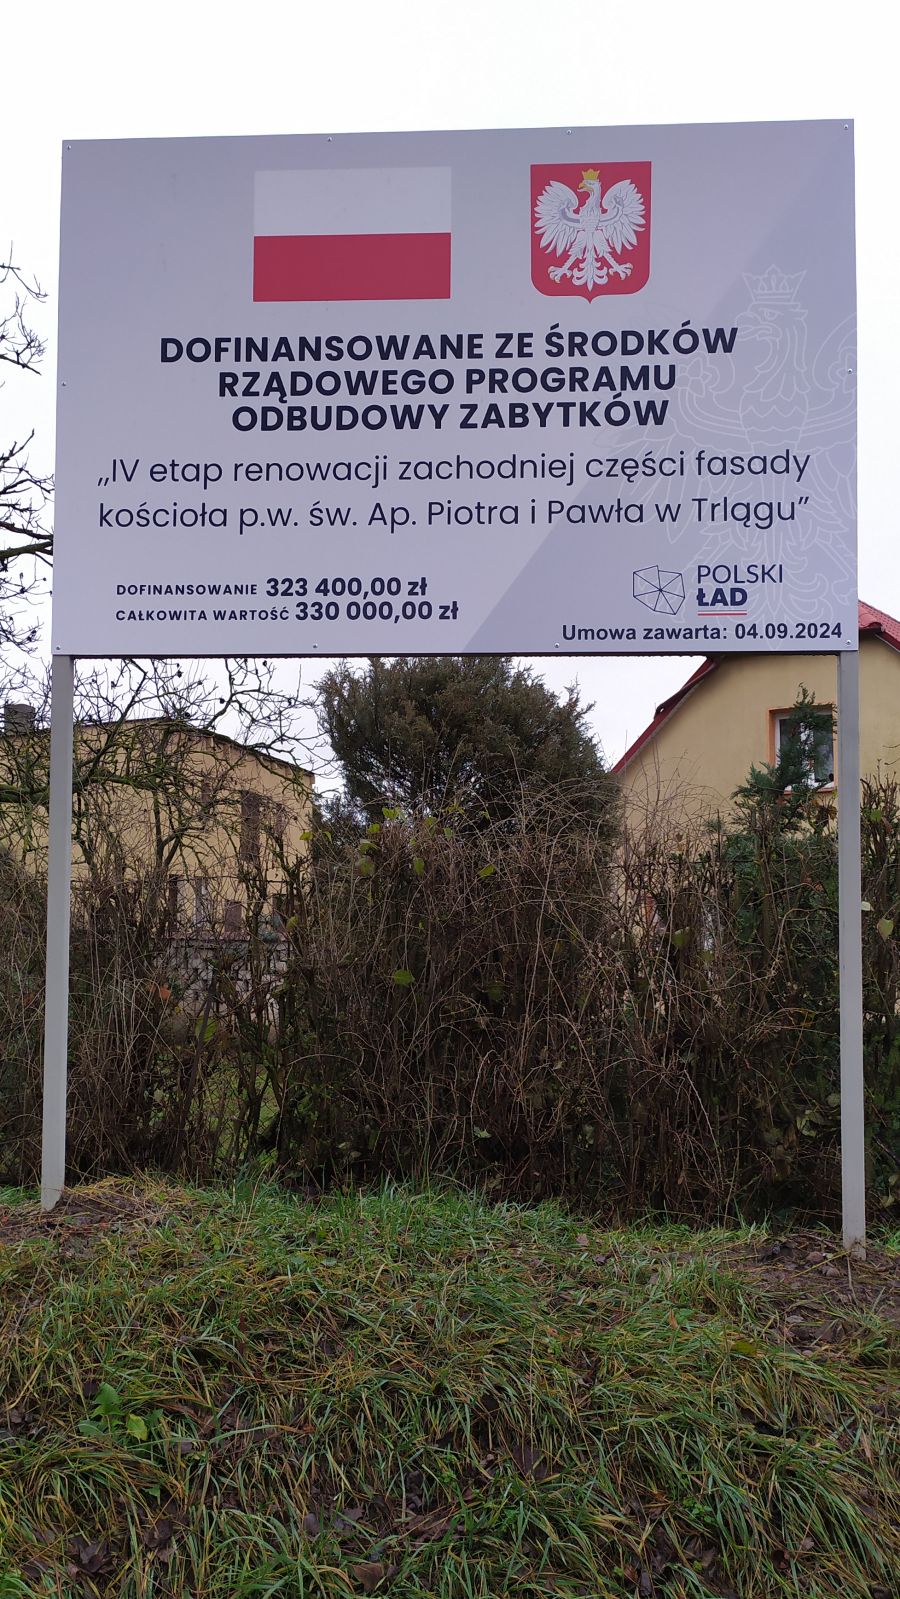 DOFINANSOWANE ZE ŚRODKÓW
RZĄDOWEGO PROGRAMU
ODBUDOWY ZABYTKÓW
„IV etap renowacji zachodniej części fasady
kościoła p.w. św. Ap. Piotra i Pawła w Trlągu”
DOFINANSOWANIE 323 400,00 zł
CAŁKOWITA WARTOŚĆ 330 000,00 zł
POLSKI
ŁAD
Umowa zawarta: 04.09.2024